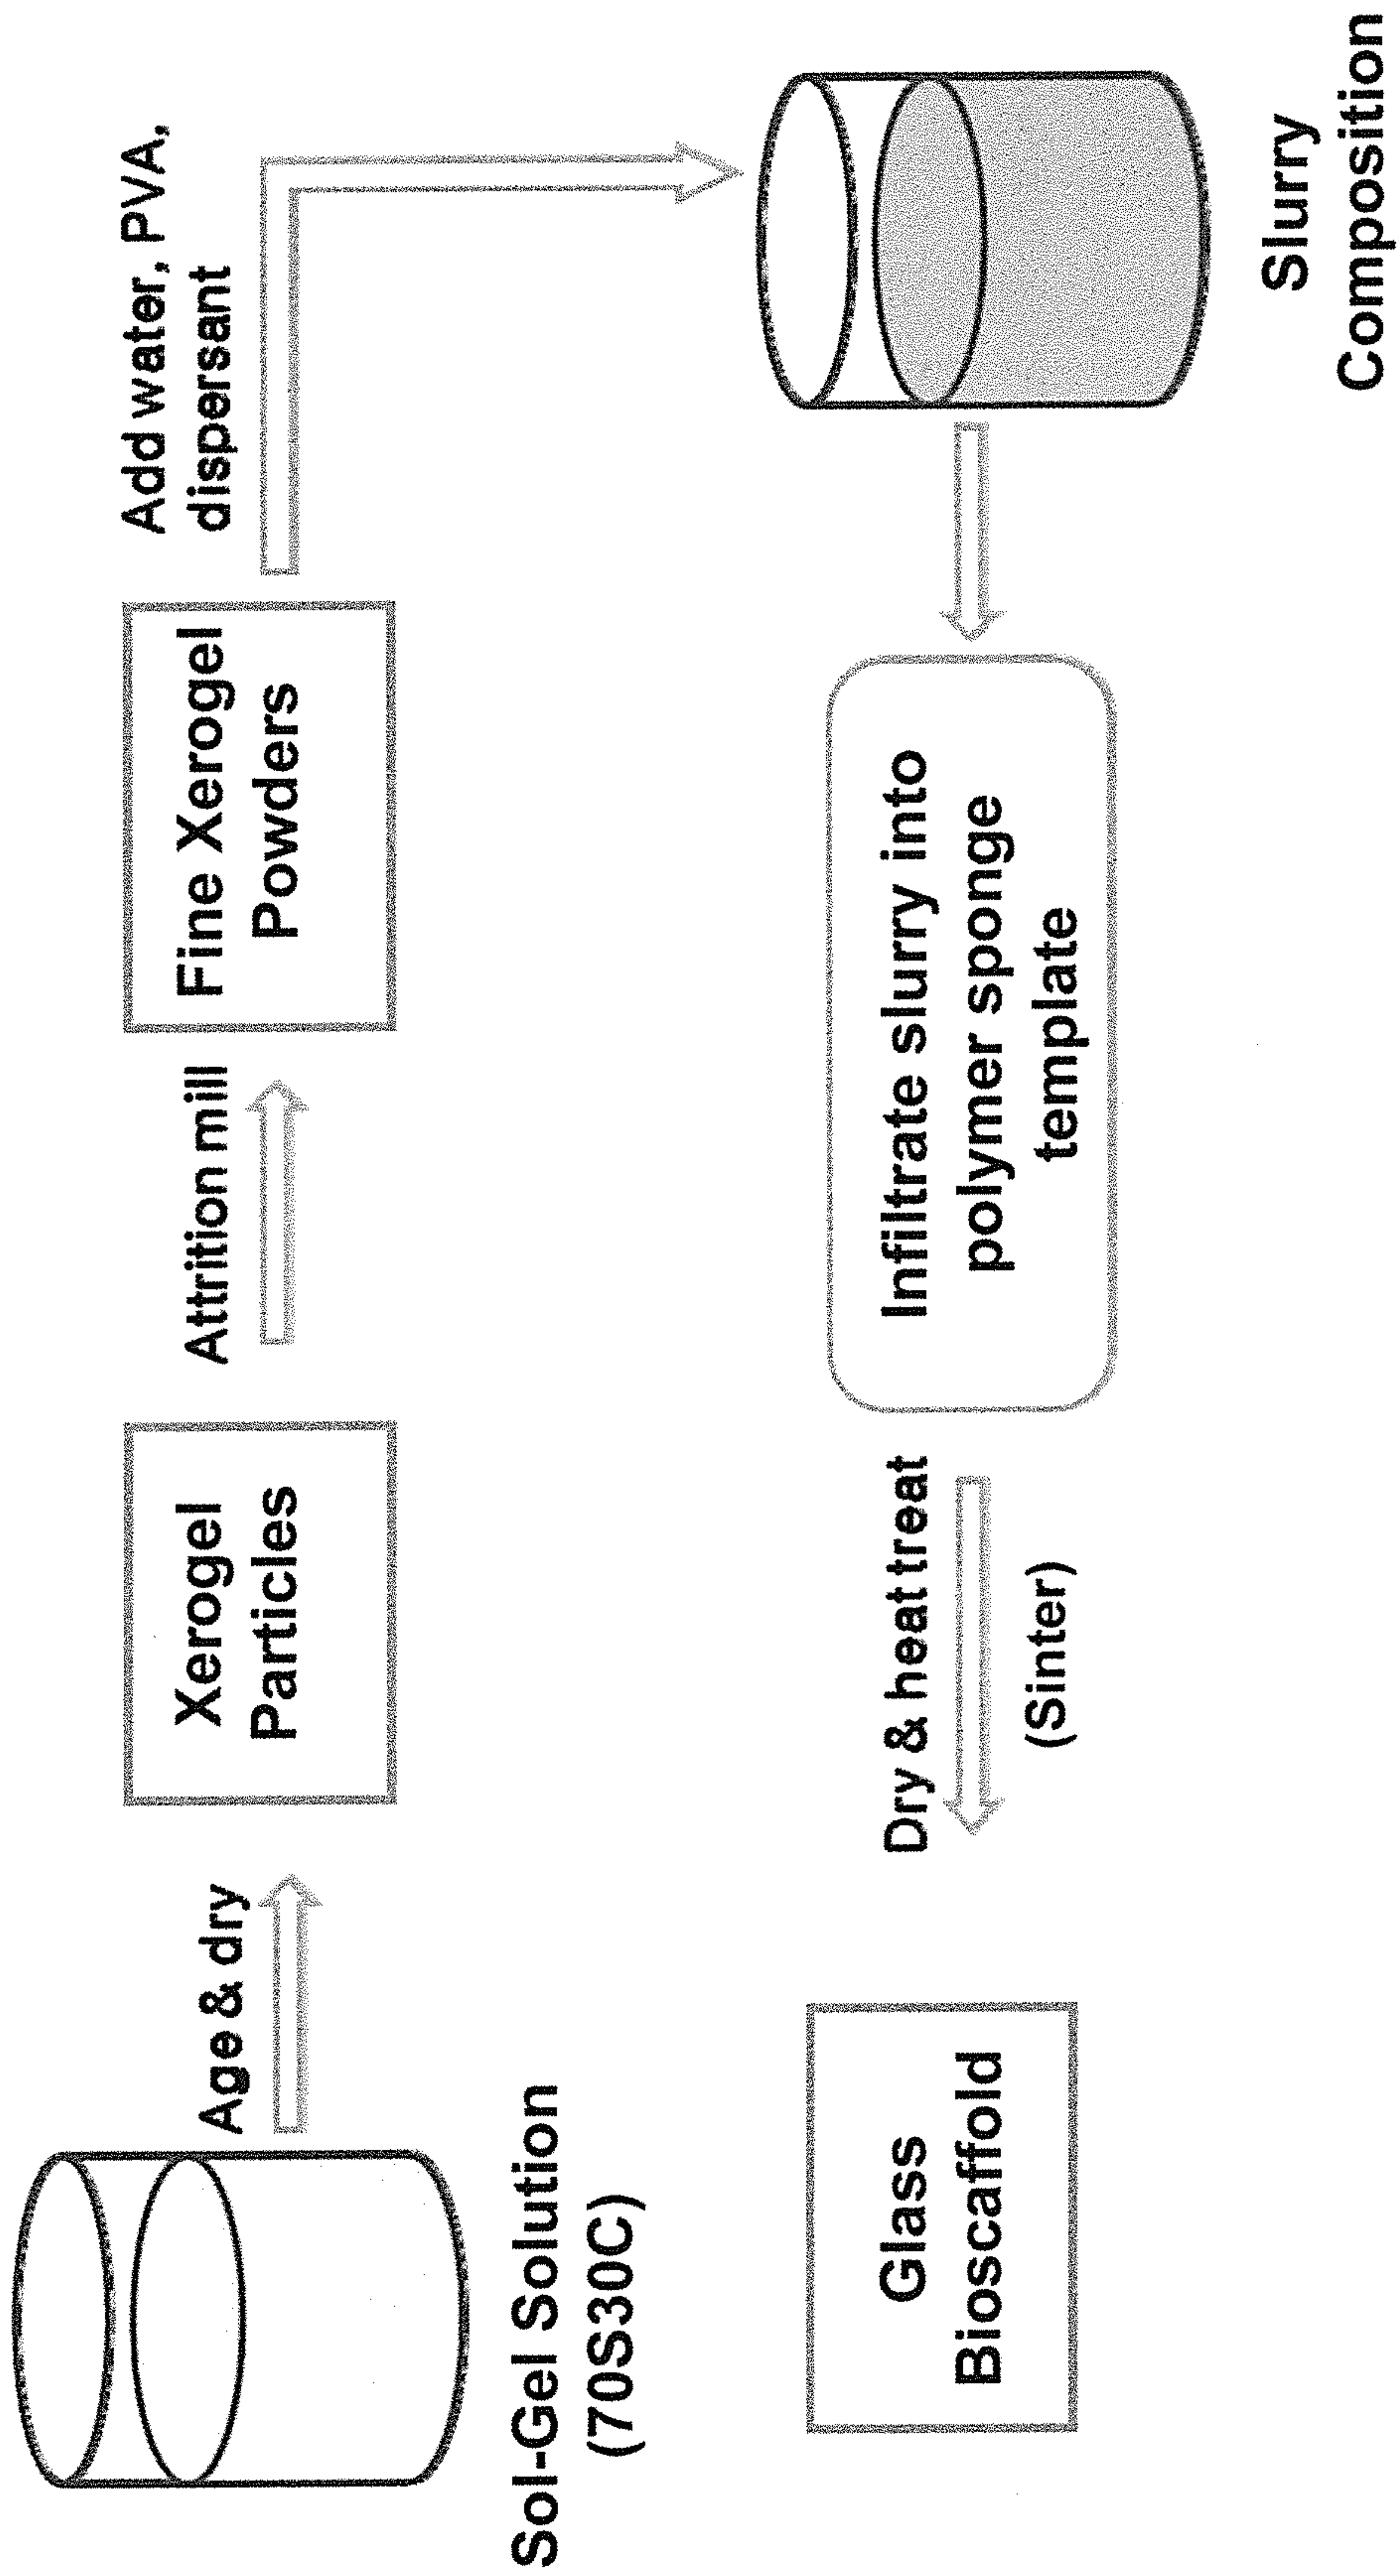 Sol-Gel Solution
(70S30C)
Age & dry
Xerogel
Particles
Attrition mill
Fine Xerogel
Powders
Add water, PVA,
dispersant
Slurry
Composition
Infiltrate slurry into
polymer sponge
template
Dry & heat treat
(Sinter)
Glass
Bioscaffold